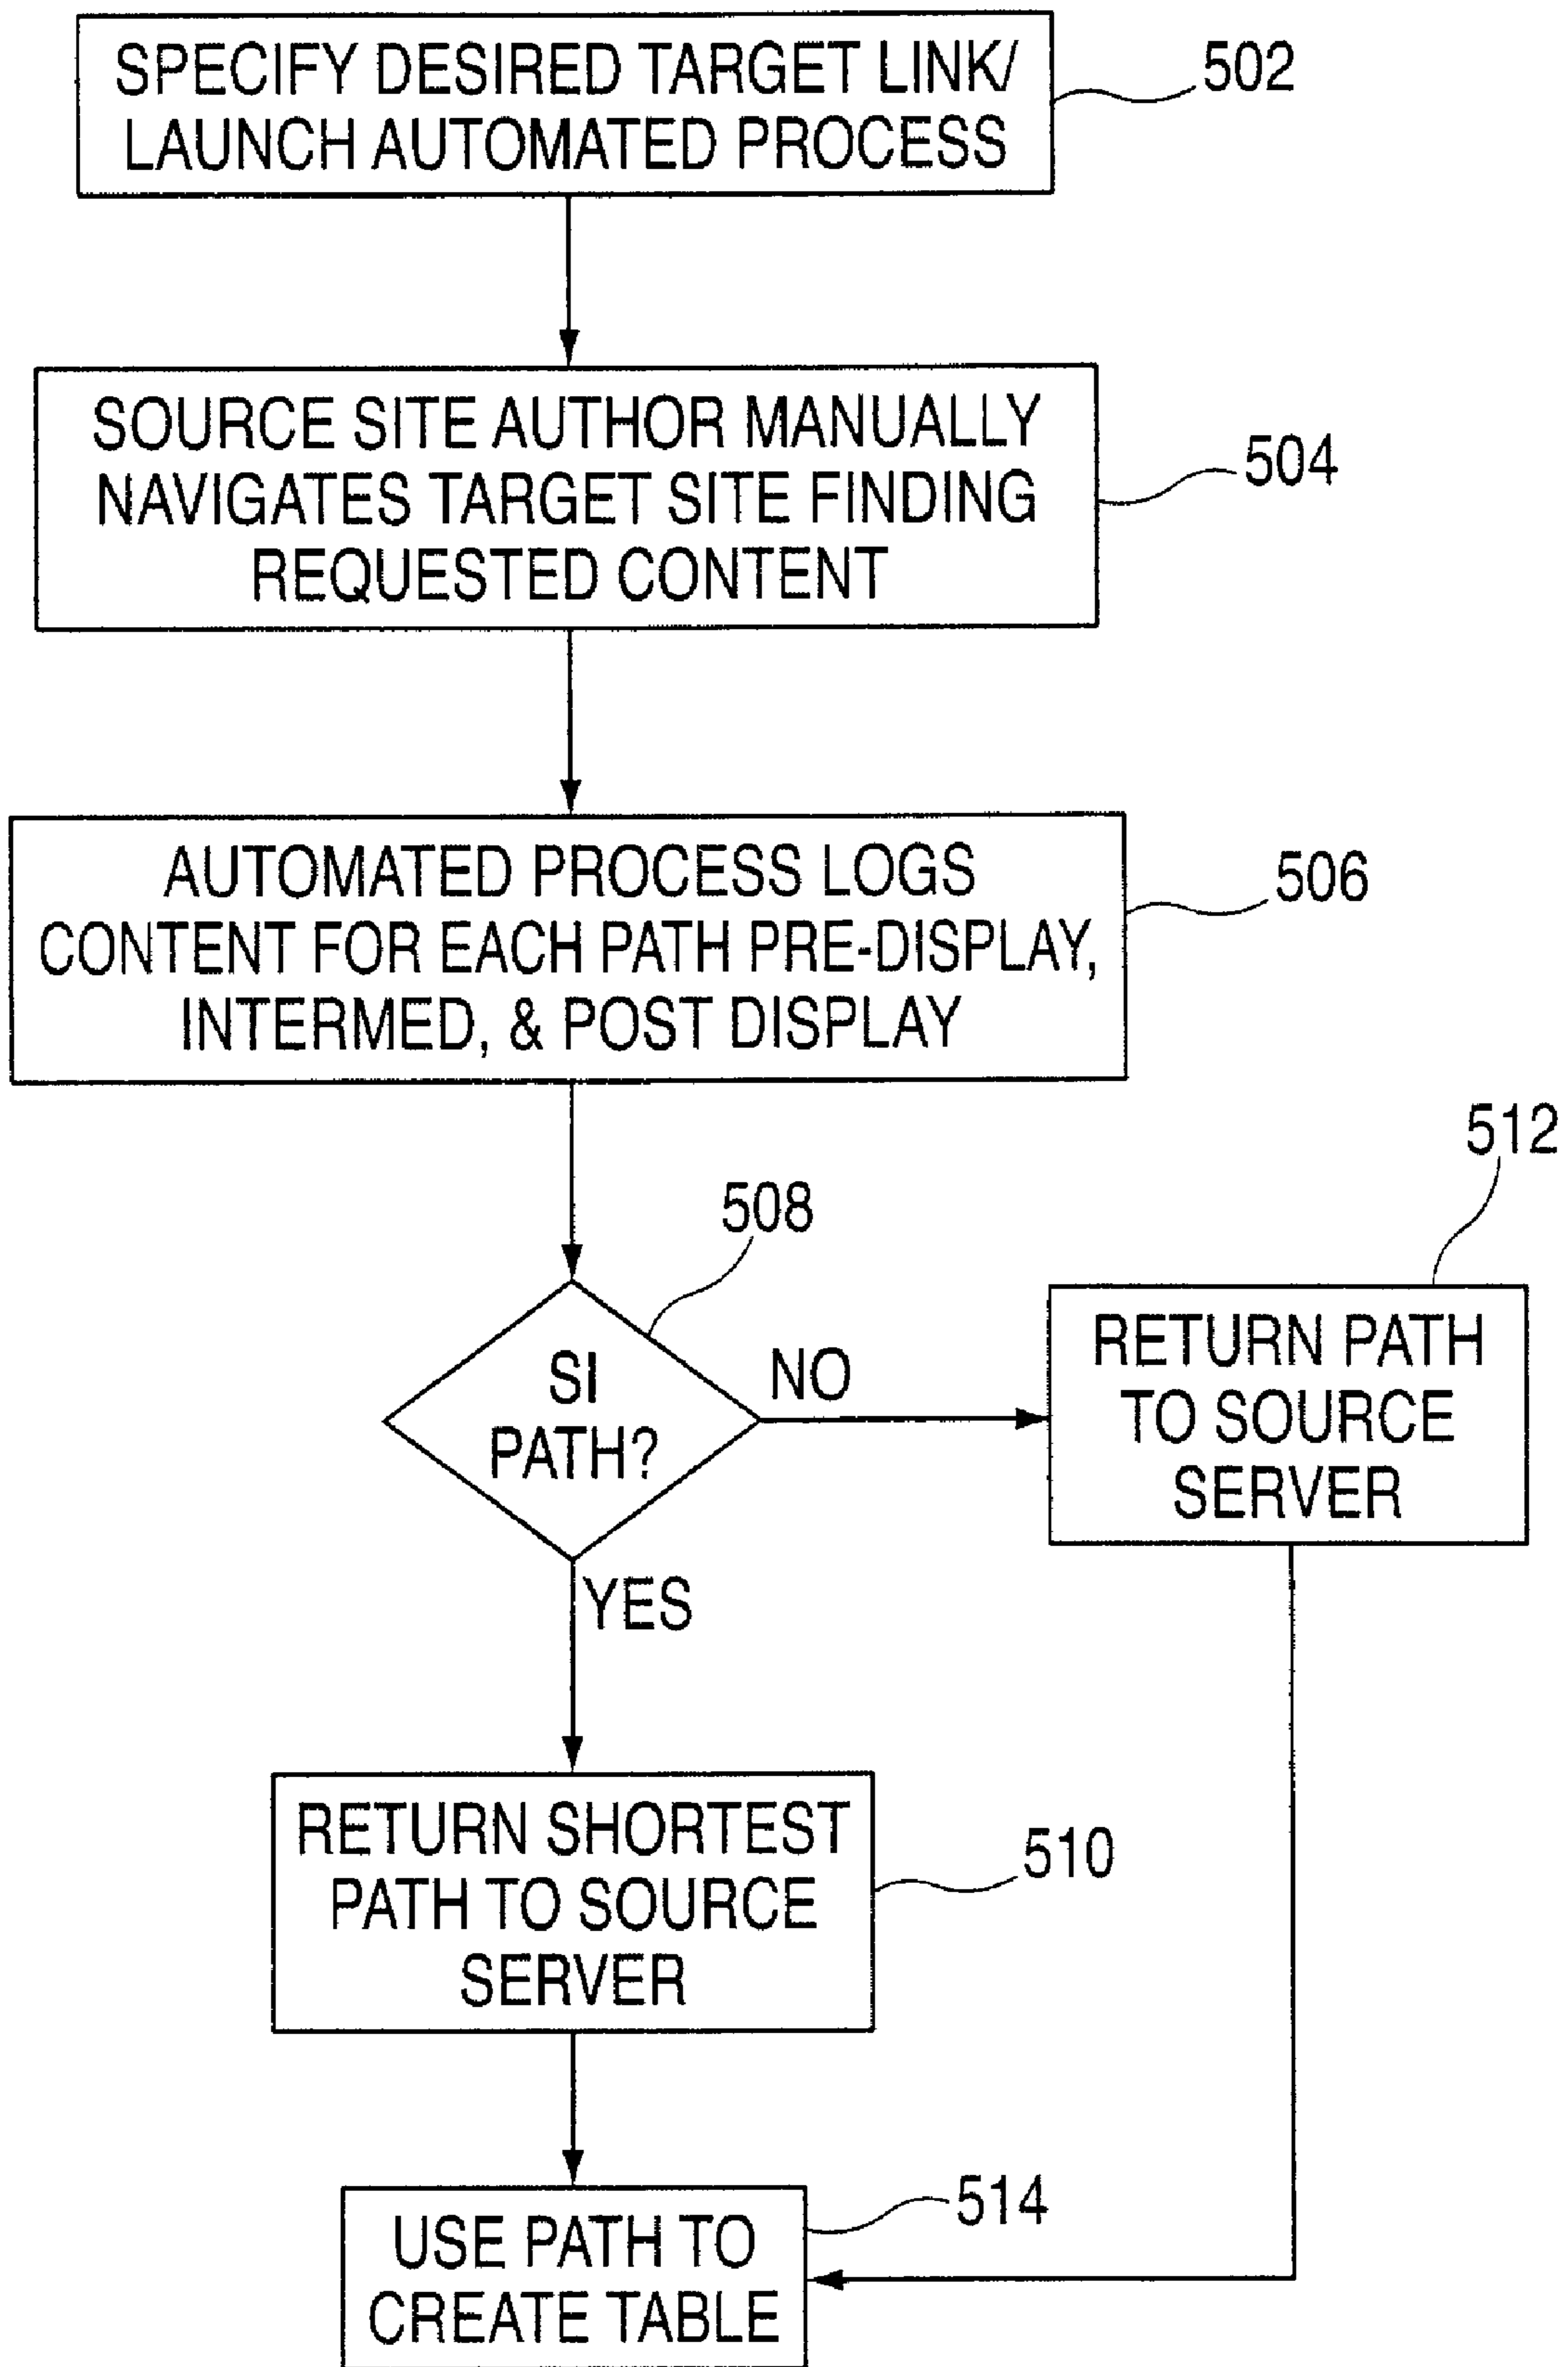 SPECIFY DESIRED TARGET LINK/
LAUNCH AUTOMATED PROCESS
502
SOURCE SITE AUTHOR MANUALLY
NAVIGATES TARGET SITE FINDING
REQUESTED CONTENT
504
AUTOMATED PROCESS LOGS
CONTENT FOR EACH PATH PRE-DISPLAY,
INTERMED, & POST DISPLAY
506
508
SI
PATH?
NO
512
RETURN PATH
TO SOURCE
SERVER
YES
RETURN SHORTEST
PATH TO SOURCE
SERVER
510
USE PATH TO
CREATE TABLE
514